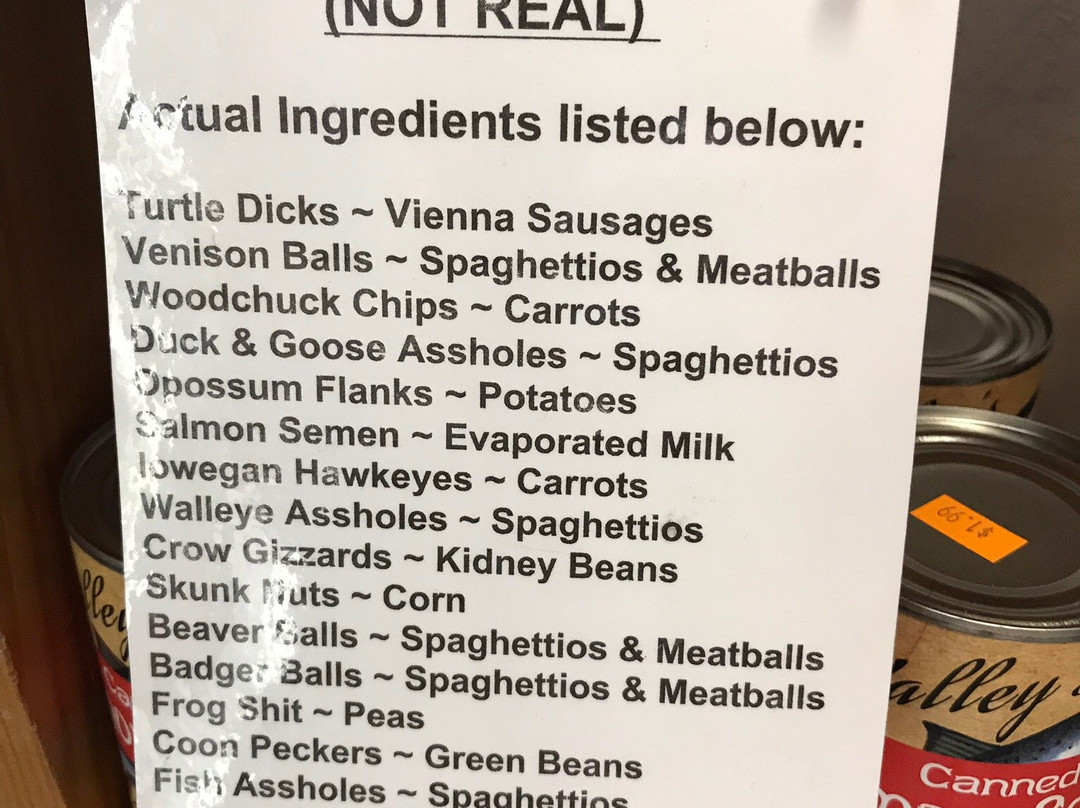 (NOT REAL)
Actual Ingredients listed below:
Turtle Dicks ~ Vienna Sausages
Venison Balls ~ Spaghettios & Meatballs
Woodchuck Chips ~ Carrots
Duck & Goose Assholes ~ Spaghettios
Opossum Flanks ~ Potatoes
Salmon Semen ~ Evaporated Milk
Iowegan Hawkeyes ~ Carrots
Walleye Assholes ~ Spaghettios
Crow Gizzards ~ Kidney Beans
Skunk Nuts ~ Corn
Beaver Balls ~ Spaghettios & Meatballs
Badger Balls ~ Spaghettios & Meatballs
Frog Shit ~ Peas
Coon Peckers ~ Green Beans
Fish Assholes ~ Spaghettios
$1.99
alley
Canned
lley